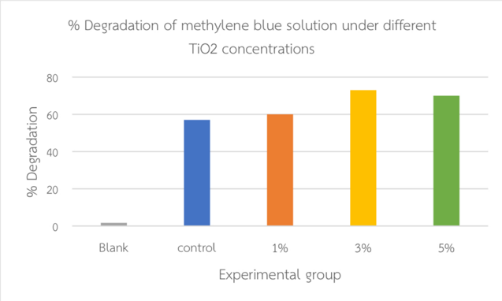 % Degradation of methylene blue solution under different
TiO2 concentrations
% Degradation
80
60
40
20
0
Blank
control
1%
3%
5%
Experimental group